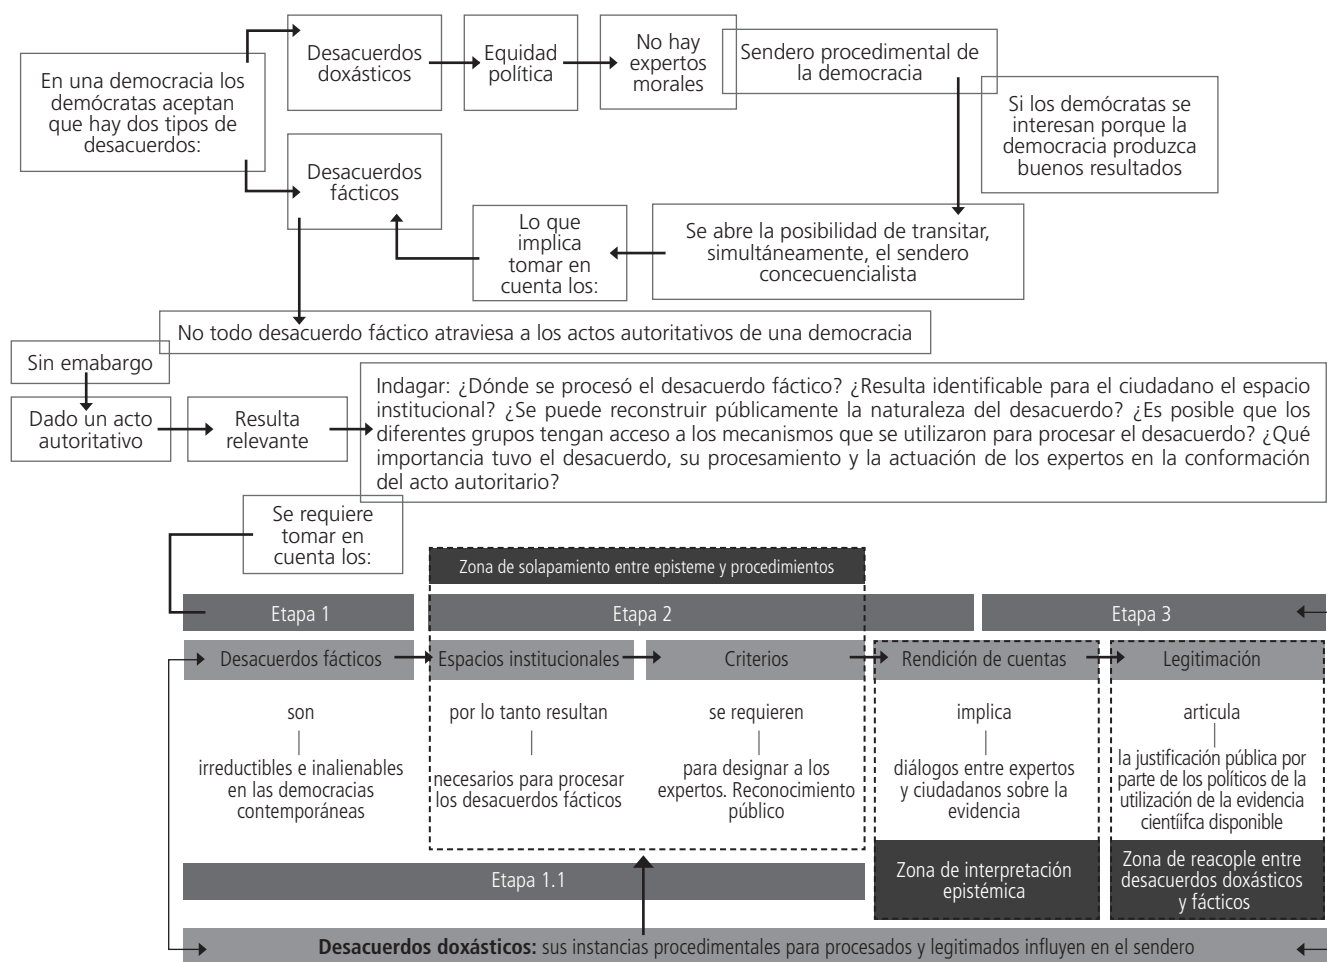 En una democracia los
demócratas aceptan
que hay dos tipos de
desacuerdos:
Desacuerdos
doxásticos
Equidad
política
No hay
expertos
morales
Sendero procedimental de
la democracia
Si los demócratas se
interesan porque la
democracia produzca
buenos resultados
Desacuerdos
fácticos
Lo que
implica
tomar en
cuenta los:
Se abre la posibilidad de transitar,
simultáneamente, el sendero
concecuencialista
No todo desacuerdo fáctico atraviesa a los actos autoritativos de una democracia
Sin emabargo
Dado un acto
autoritativo
Resulta
relevante
Indagar: ¿Dónde se procesó el desacuerdo fáctico? ¿Resulta identificable para el ciudadano el espacio
institucional? ¿Se puede reconstruir públicamente la naturaleza del desacuerdo? ¿Es posible que los
diferentes grupos tengan acceso a los mecanismos que se utilizaron para procesar el desacuerdo? ¿Qué
importancia tuvo el desacuerdo, su procesamiento y la actuación de los expertos en la conformación
del acto autoritario?
Se requiere
tomar en
cuenta los:
Zona de solapamiento entre episteme y procedimientos
Etapa 1
Etapa 2
Etapa 3
Desacuerdos fácticos
Espacios institucionales
Criterios
Rendición de cuentas
Legitimación
son
por lo tanto resultan
se requieren
implica
articula
irreductibles e inalienables
en las democracias
contemporáneas
necesarios para procesar
los desacuerdos fácticos
para designar a los
expertos. Reconocimiento
público
diálogos entre expertos
y ciudadanos sobre la
evidencia
la justificación pública por
parte de los políticos de la
utilización de la evidencia
cientíifca disponible
Etapa 1.1
Zona de interpretación
epistémica
Zona de reacople entre
desacuerdos doxásticos
y fácticos
Desacuerdos doxásticos: sus instancias procedimentales para procesados y legitimados influyen en el sendero